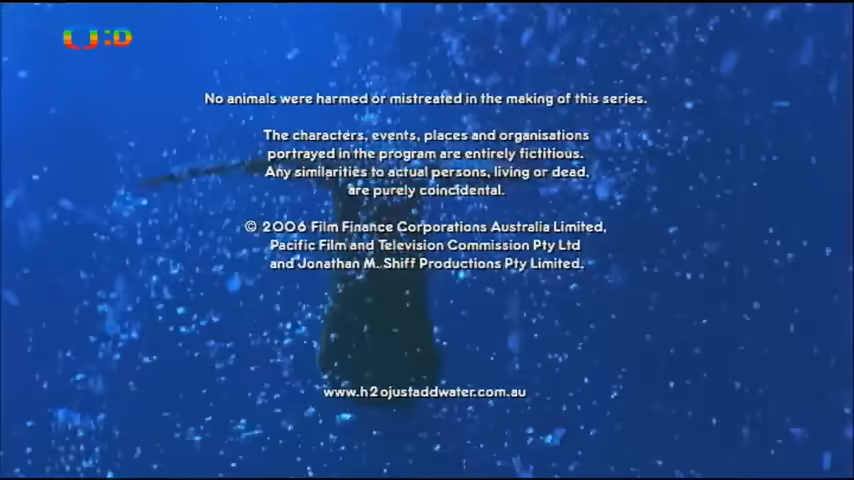 :D
No animals were harmed or mistreated in the making of this series.
The characters, events, places and organisations
portrayed in the program are entirely fictitious.
Any similarities to actual persons, living or dead,
are purely coincidental.
© 2006 Film Finance Corporations Australia Limited,
Pacific Film and Television Commission Pty Ltd
and Jonathan M. Shiff Productions Pty Limited.
www.h2ojustaddwater.com.au